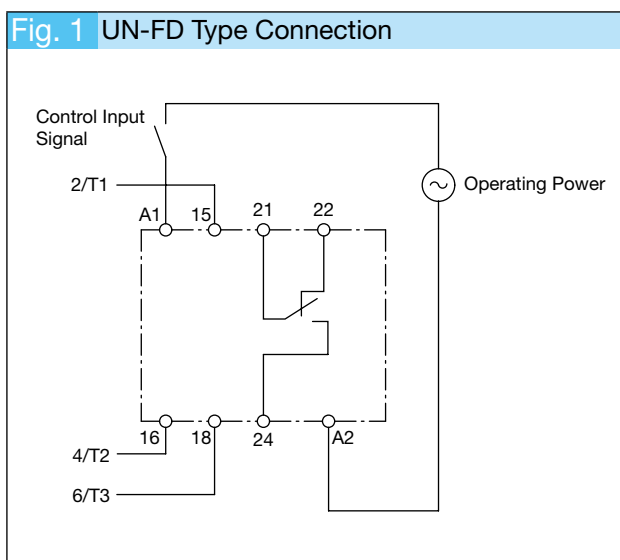 Fig. 1 UN-FD Type Connection
Control Input
Signal
2/T1
Operating Power
A1 15 21 22
16 18 24 A2
4/T2
6/T3